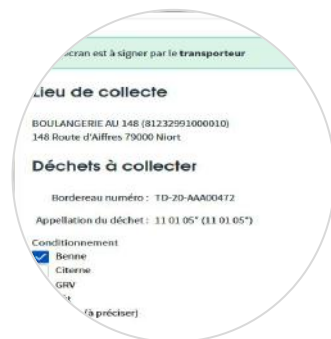 écran est à signer par le transporteur
Lieu de collecte
BOULANGERIE AU 148 (81232991000010)
148 Route d'Aiffres 79000 Niort
Déchets à collecter
Bordereau numéro : TD-20-AAA00472
Appellation du déchet : 11 01 05* (11 01 05*)
Conditionnement
Benne
Citerne
GRV
(à préciser)